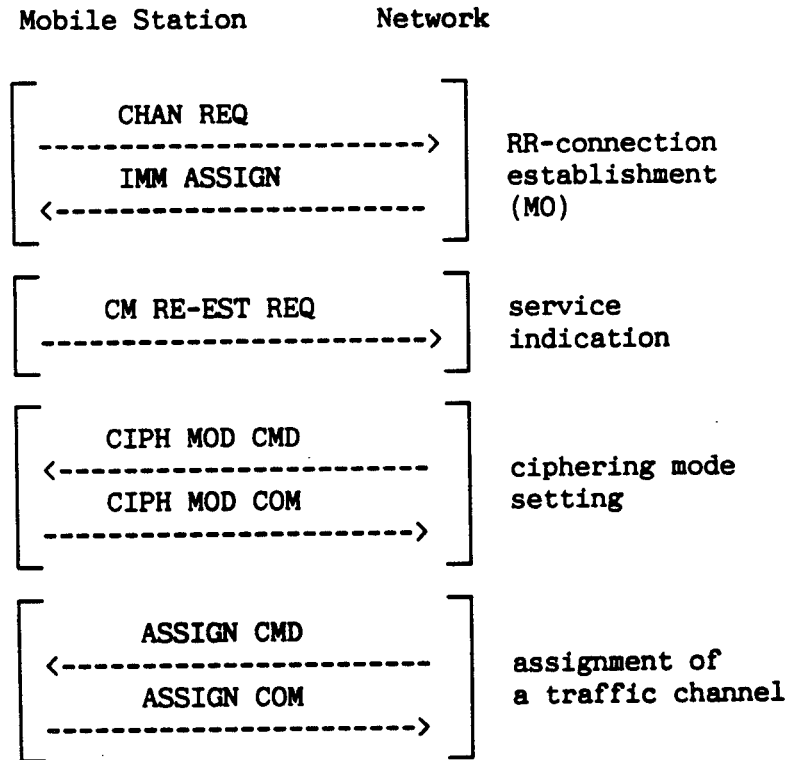 Mobile Station Network
CHAN REQ
RR-connection
IMM ASSIGN
establishment
(MO)
CM RE-EST REQ
service
indication
CIPH MOD CMD
ciphering mode
CIPH MOD COM
setting
ASSIGN CMD
assignment of
ASSIGN COM
a traffic channel